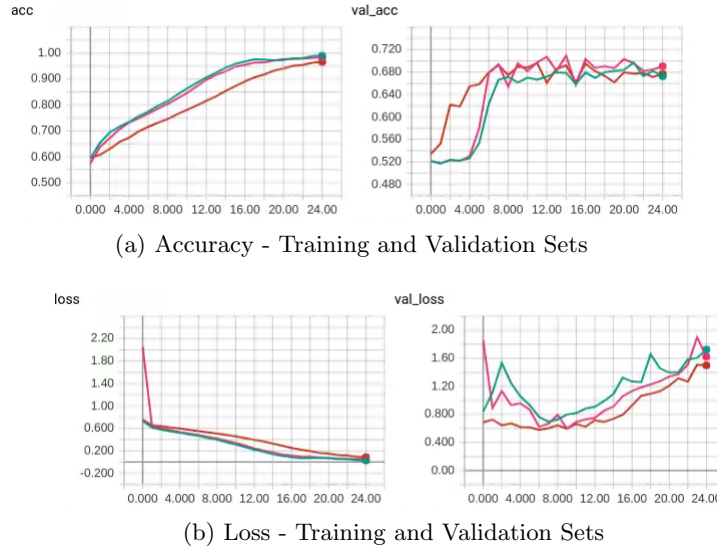 acc
val_acc
1.00
0.900
0.800
0.700
0.600
0.500
0.000 4.000 8.000 12.00 16.00 20.00 24.00
0.720
0.680
0.640
0.600
0.560
0.520
0.480
0.000 4.000 8.000 12.00 16.00 20.00 24.00
(a) Accuracy - Training and Validation Sets
loss
val_loss
2.20
1.80
1.40
1.00
0.600
0.200
-0.200
0.000 4.000 8.000 12.00 16.00 20.00 24.00
2.00
1.60
1.20
0.800
0.400
0.00
0.000 4.000 8.000 12.00 16.00 20.00 24.00
(b) Loss - Training and Validation Sets